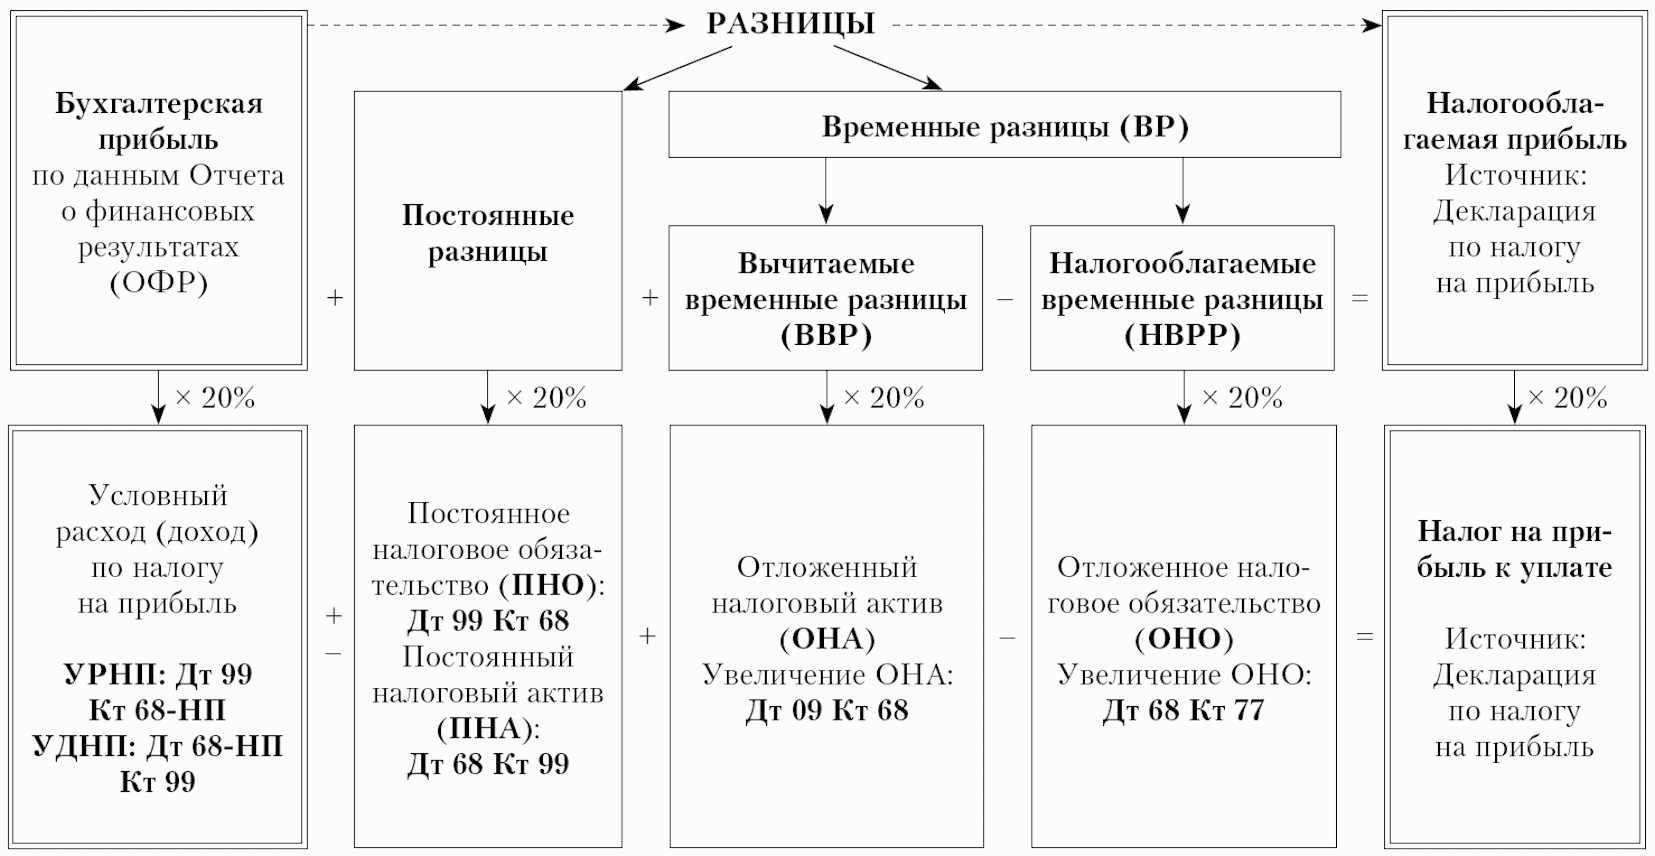 РАЗНИЦЫ
Бухгалтерская
прибыль
по данным Отчета
о финансовых
результатах
(ОФР)
+
Постоянные
разницы
+
Временные разницы (ВР)
Вычитаемые
временные разницы
(ВВР)
–
Налогооблагаемые
временные разницы
(НВРР)
=
Налогообла-
гаемая прибыль
Источник:
Декларация
по налогу
на прибыль
× 20%
× 20%
× 20%
× 20%
× 20%
Условный
расход (доход)
по налогу
на прибыль
УРНП: Дт 99
Кт 68-НП
УДНП: Дт 68-НП
Кт 99
+
–
Постоянное
налоговое обяза-
тельство (ПНО):
Дт 99 Кт 68
Постоянный
налоговый актив
(ПНА):
Дт 68 Кт 99
+
Отложенный
налоговый актив
(ОНА)
Увеличение ОНА:
Дт 09 Кт 68
–
Отложенное нало-
говое обязательство
(ОНО)
Увеличение ОНО:
Дт 68 Кт 77
=
Налог на при-
быль к уплате
Источник:
Декларация
по налогу
на прибыль